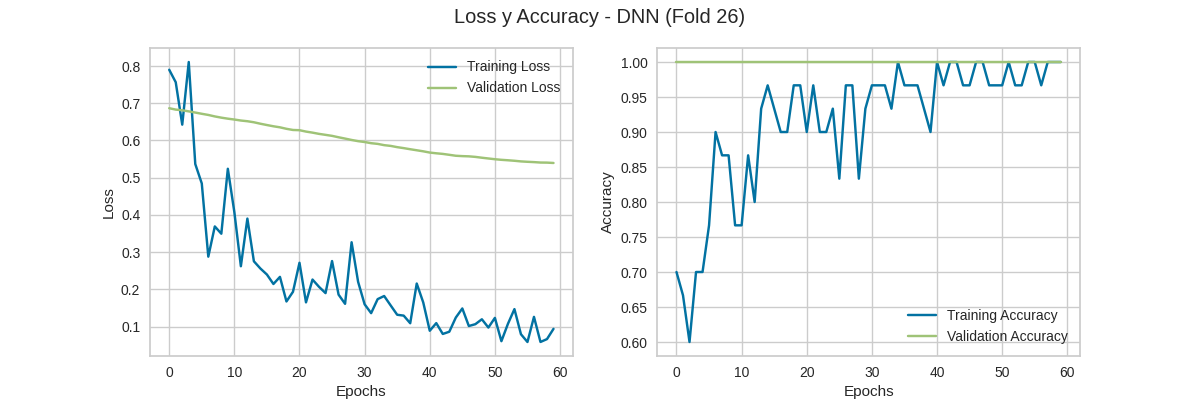 Loss y Accuracy - DNN (Fold 26)
0.8
0.7
0.6
0.5
0.4
0.3
0.2
0.1
Loss
0 10 20 30 40 50 60
Epochs
Training Loss
Validation Loss
1.00
0.95
0.90
0.85
0.80
0.75
0.70
0.65
0.60
Accuracy
0 10 20 30 40 50 60
Epochs
Training Accuracy
Validation Accuracy